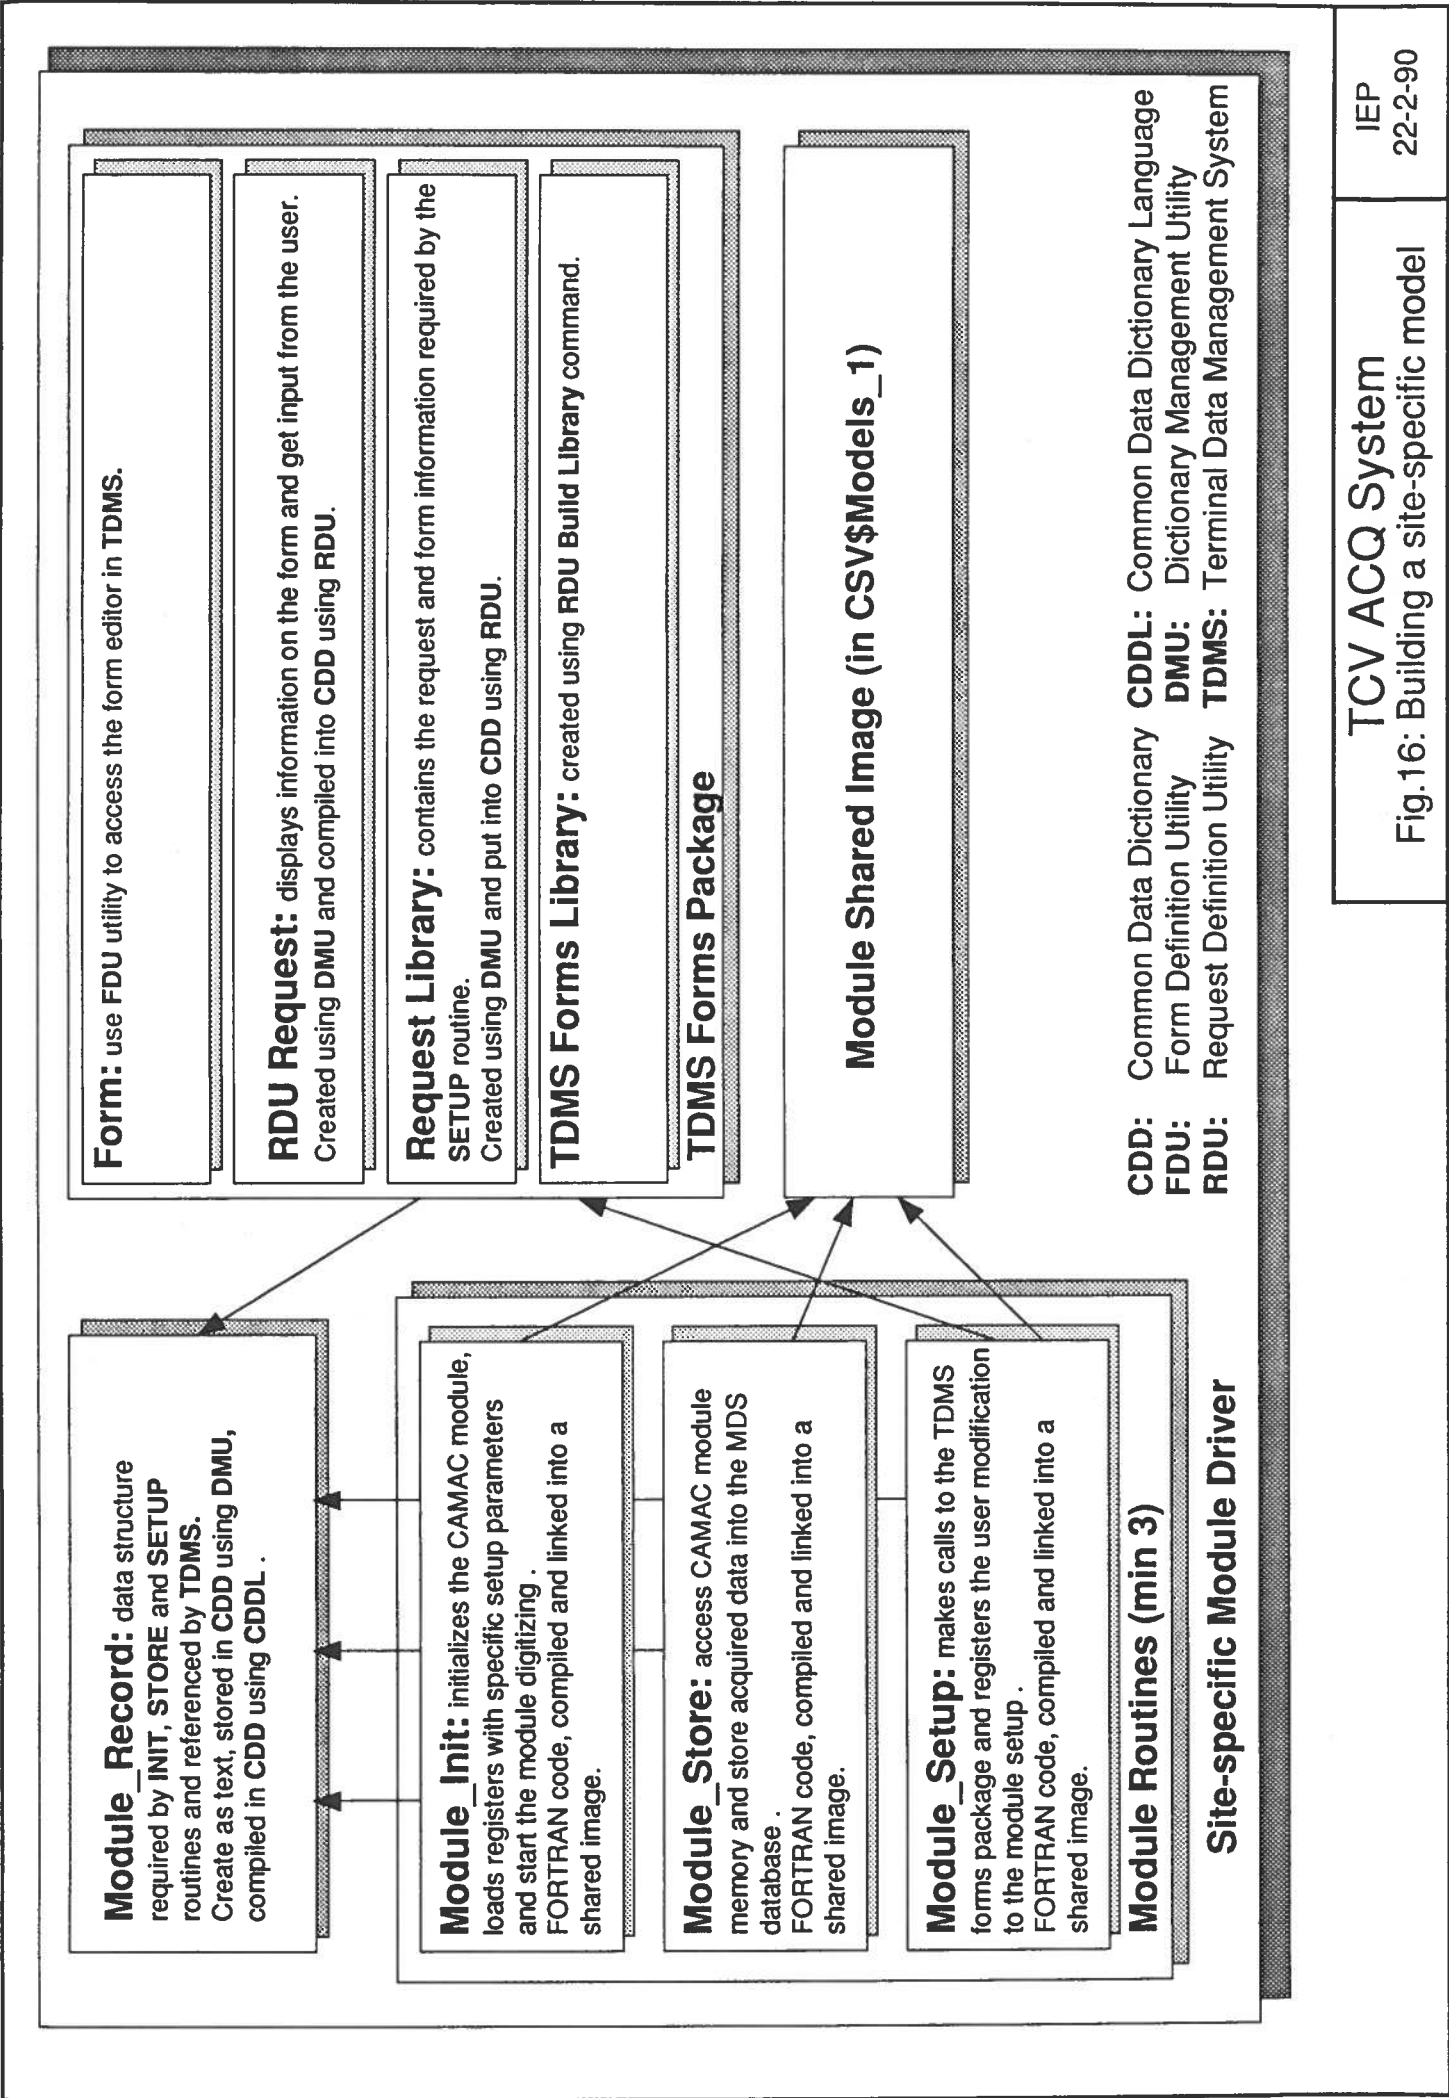 Module_Record: data structure
required by INIT, STORE and SETUP
routines and referenced by TDMS.
Create as text, stored in CDD using DMU,
compiled in CDD using CDDL .
Module_Init: initializes the CAMAC module,
loads registers with specific setup parameters
and start the module digitizing .
FORTRAN code, compiled and linked into a
shared image.
Module_Store: access CAMAC module
memory and store acquired data into the MDS
database .
FORTRAN code, compiled and linked into a
shared image.
Module_Setup: makes calls to the TDMS
forms package and registers the user modification
to the module setup .
FORTRAN code, compiled and linked into a
shared image.
Module Routines (min 3)
Site-specific Module Driver
Form: use FDU utility to access the form editor in TDMS.
RDU Request: displays information on the form and get input from the user.
Created using DMU and compiled into CDD using RDU.
Request Library: contains the request and form information required by the
SETUP routine.
Created using DMU and put into CDD using RDU.
TDMS Forms Library: created using RDU Build Library command.
TDMS Forms Package
Module Shared Image (in CSV$Models_1)
CDD: Common Data Dictionary CDDL: Common Data Dictionary Language
FDU: Form Definition Utility DMU: Dictionary Management Utility
RDU: Request Definition Utility TDMS: Terminal Data Management System
TCV ACQ System
Fig.16: Building a site-specific model
IEP
22-2-90